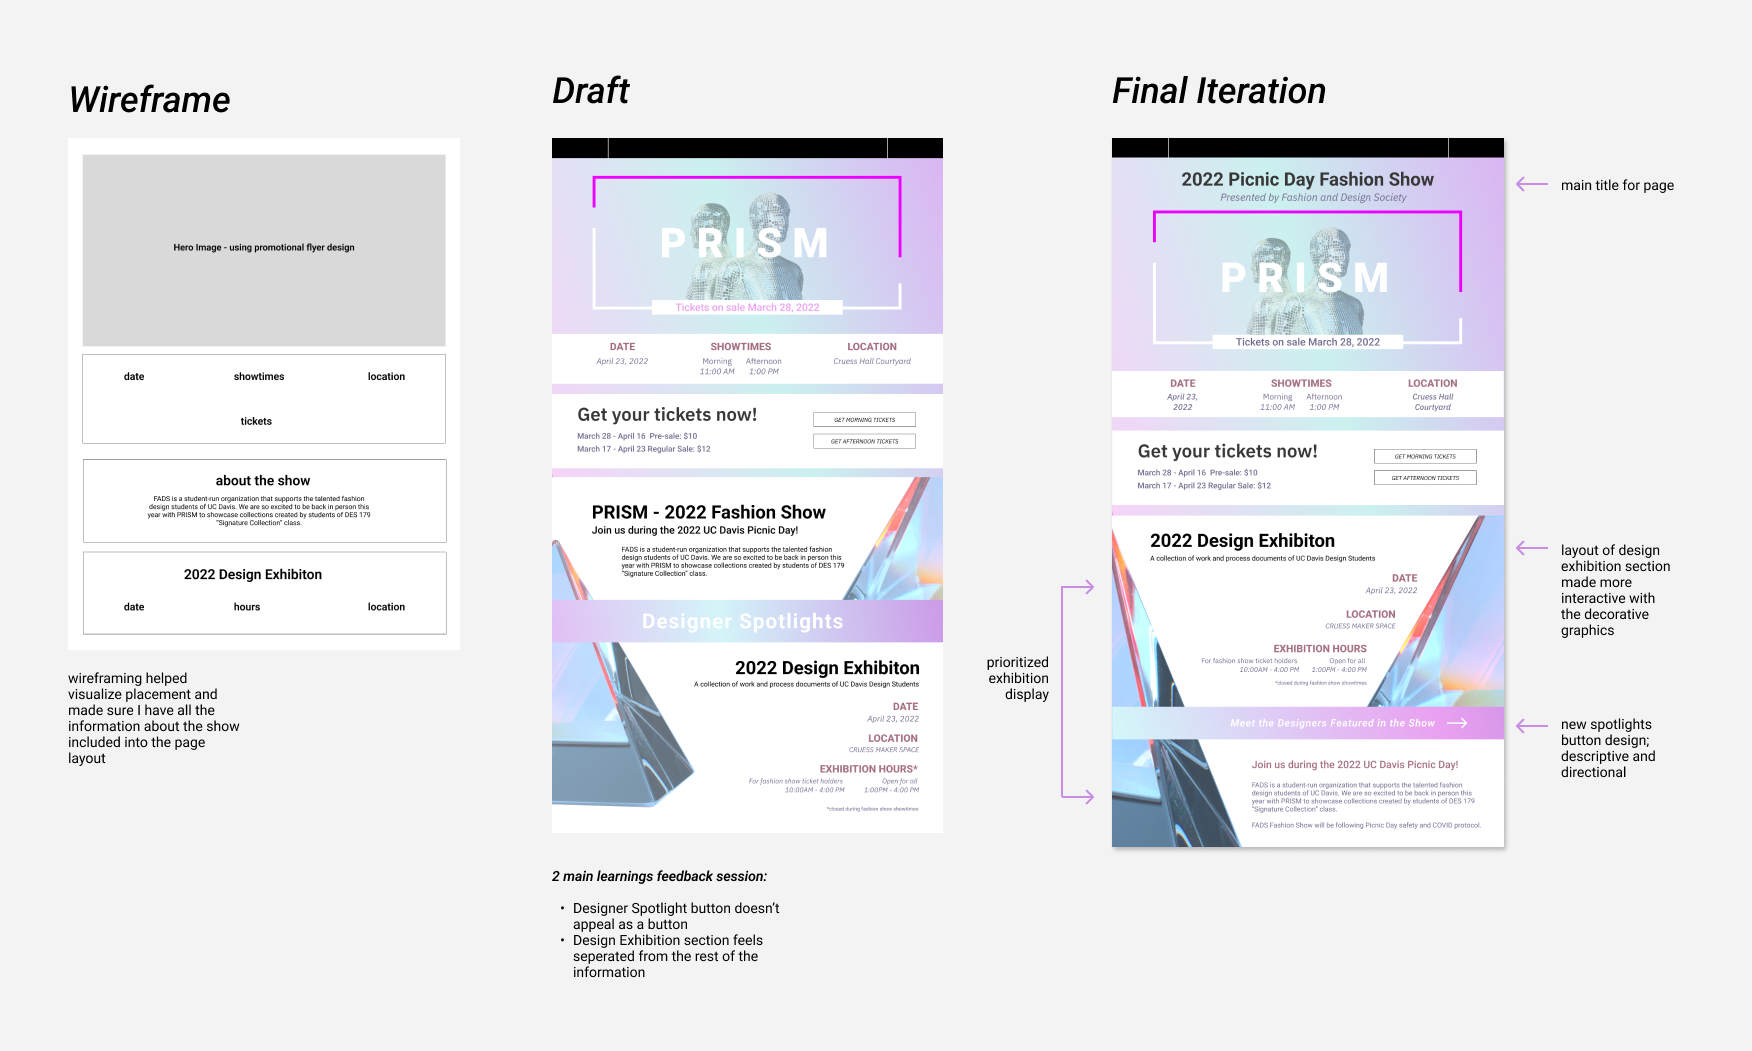 Wireframe
Hero Image - using promotional flyer design
date showtimes location
tickets
about the show
FADS is a student-run organization that supports the talented fashion
design students of UC Davis. We are so excited to be back in person this
year with PRISM to showcase collections created by students of DES 179
"Signature Collection" class.
2022 Design Exhibiton
date hours location
wireframing helped
visualize placement and
made sure I have all the
information about the show
included into the page
layout
Draft
PRISM
Tickets on sale March 28, 2022
DATE SHOWTIMES LOCATION
April 23, 2022 Morning Afternoon Cruess Hall Courtyard
11:00 AM 1:00 PM
Get your tickets now!
March 28 - April 16 Pre-sale: $10
March 17 - April 23 Regular Sale: $12
GET MORNING TICKETS
GET AFTERNOON TICKETS
PRISM - 2022 Fashion Show
Join us during the 2022 UC Davis Picnic Day!
FADS is a student-run organization that supports the talented fashion
design students of UC Davis. We are so excited to be back in person this
year with PRISM to showcase collections created by students of DES 179
"Signature Collection" class.
Designer Spotlights
2022 Design Exhibiton
A collection of work and process documents of UC Davis Design Students
DATE
April 23, 2022
LOCATION
CRUESS MAKER SPACE
EXHIBITION HOURS*
For fashion show ticket holders Open for all
10:00AM - 4:00 PM 1:00PM - 4:00 PM
*closed during fashion show showtimes
2 main learnings feedback session:
• Designer Spotlight button doesn't
appeal as a button
• Design Exhibition section feels
seperated from the rest of the
information
Final Iteration
2022 Picnic Day Fashion Show
Presented by Fashion and Design Society
PRISM
Tickets on sale March 28, 2022
DATE SHOWTIMES LOCATION
April 23, Morning Afternoon Cruess Hall
2022 11:00 AM 1:00 PM Courtyard
Get your tickets now!
March 28 - April 16 Pre-sale: $10
March 17 - April 23 Regular Sale: $12
GET MORNING TICKETS
GET AFTERNOON TICKETS
2022 Design Exhibiton
A collection of work and process documents of UC Davis Design Students
DATE
April 23, 2022
LOCATION
CRUESS MAKER SPACE
EXHIBITION HOURS
For fashion show ticket holders Open for all
10:00AM - 4:00 PM 1:00PM - 4:00 PM
*closed during fashion show showtimes
Meet the Designers Featured in the Show
Join us during the 2022 UC Davis Picnic Day!
FADS is a student-run organization that supports the talented fashion
design students of UC Davis. We are so excited to be back in person this
year with PRISM to showcase collections created by students of DES 179
"Signature Collection" class.
FADS Fashion Show will be following Picnic Day safety and COVID protocol.
prioritized
exhibition
display
main title for page
layout of design
exhibition section
made more
interactive with
the decorative
graphics
new spotlights
button design;
descriptive and
directional